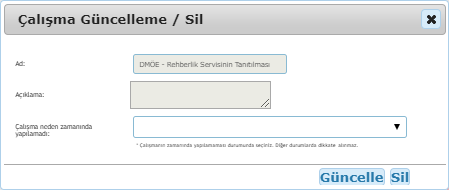 Çalışma Güncelleme / Sil
Ad:
DMÖE - Rehberlik Servisinin Tanıtılması
Açıklama:
Çalışma neden zamanında
yapılamadı:
* Çalışmanın zamanında yapılamaması durumunda seçiniz. Diğer durumlarda dikkate alınmaz.
Güncelle Sil